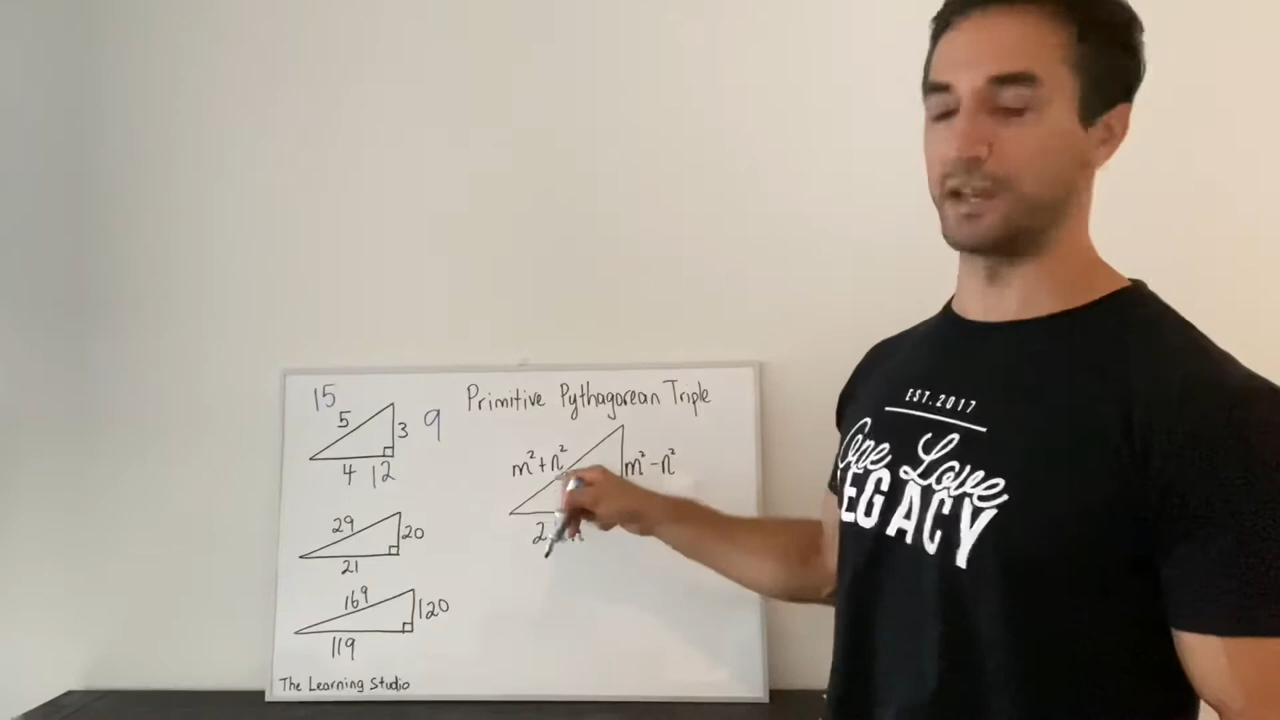 15
5
3
9
4
12
29
20
21
169
120
119
The Learning Studio
Primitive Pythagorean Triple
m²+n²
m²-n²
2
EST.2017
One Love
LEGACY